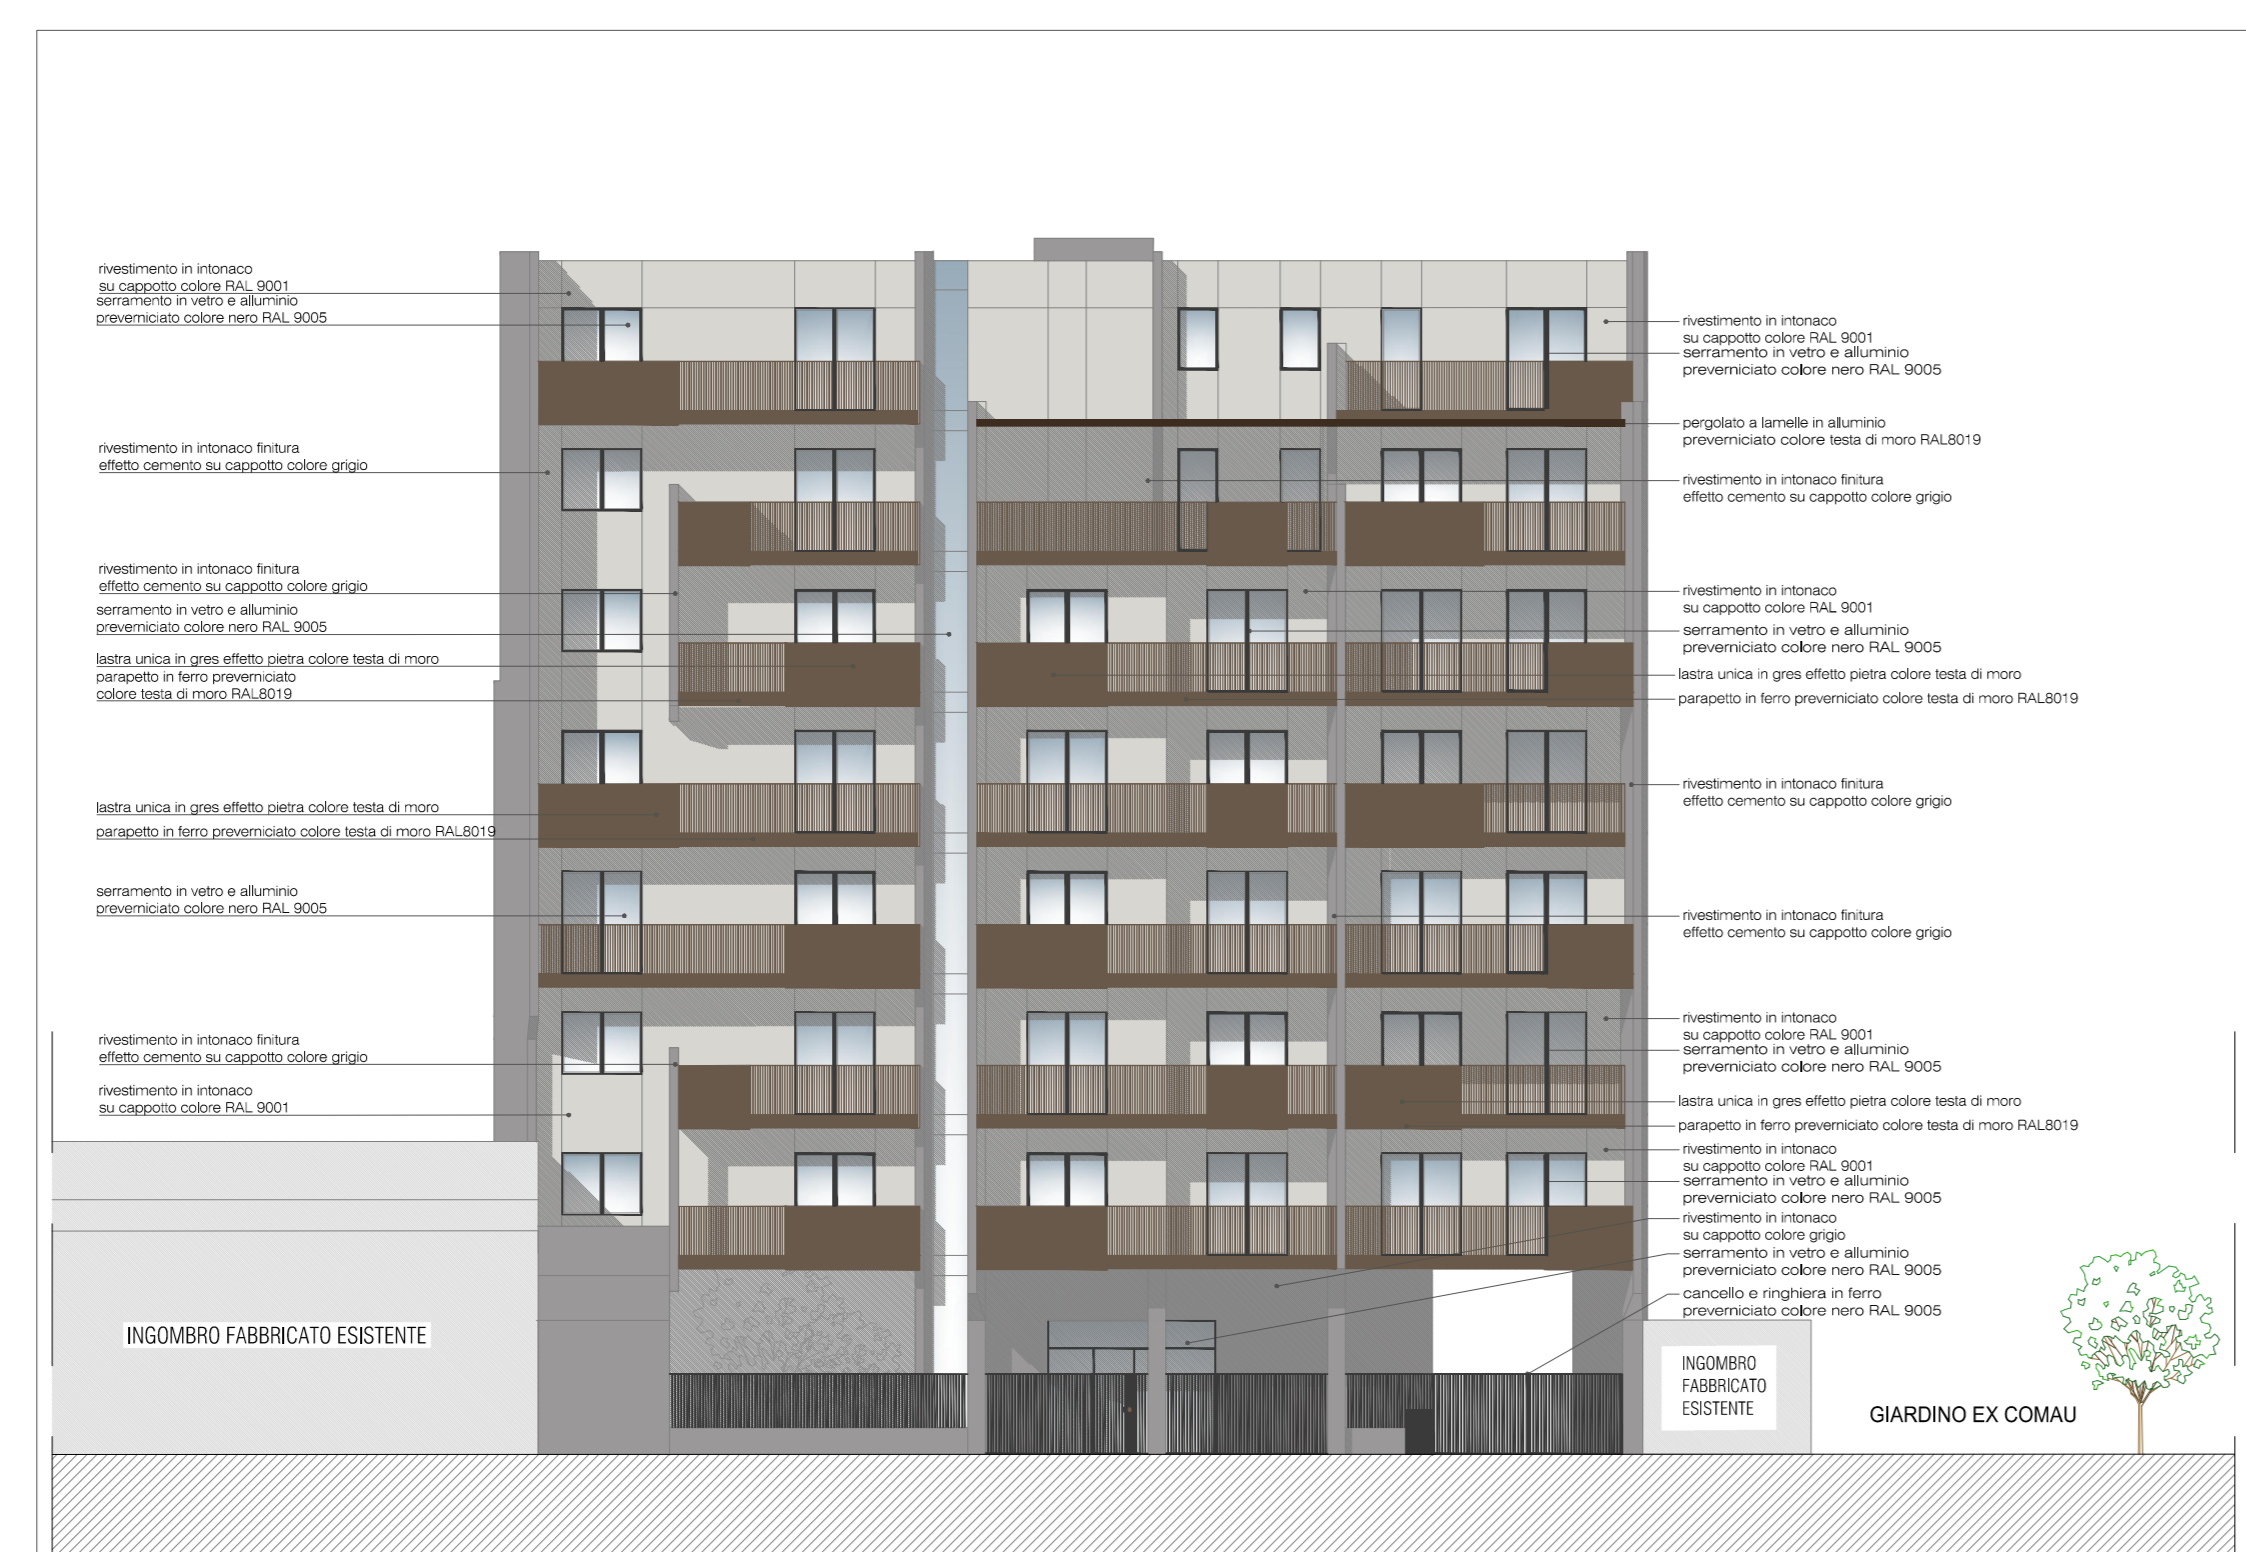 rivestimento in intonaco
su cappotto colore RAL 9001
serramento in vetro e alluminio
preverniciato colore nero RAL 9005
rivestimento in intonaco finitura
effetto cemento su cappotto colore grigio
rivestimento in intonaco finitura
effetto cemento su cappotto colore grigio
serramento in vetro e alluminio
preverniciato colore nero RAL 9005
lastra unica in gres effetto pietra colore testa di moro
parapetto in ferro preverniciato
colore testa di moro RAL8019
lastra unica in gres effetto pietra colore testa di moro
parapetto in ferro preverniciato colore testa di moro RAL8019
serramento in vetro e alluminio
preverniciato colore nero RAL 9005
rivestimento in intonaco finitura
effetto cemento su cappotto colore grigio
rivestimento in intonaco
su cappotto colore RAL 9001
INGOMBRO FABBRICATO ESISTENTE
rivestimento in intonaco
su cappotto colore RAL 9001
serramento in vetro e alluminio
preverniciato colore nero RAL 9005
pergolato a lamelle in alluminio
preverniciato colore testa di moro RAL8019
rivestimento in intonaco finitura
effetto cemento su cappotto colore grigio
rivestimento in intonaco
su cappotto colore RAL 9001
serramento in vetro e alluminio
preverniciato colore nero RAL 9005
lastra unica in gres effetto pietra colore testa di moro
parapetto in ferro preverniciato colore testa di moro RAL8019
rivestimento in intonaco finitura
effetto cemento su cappotto colore grigio
rivestimento in intonaco finitura
effetto cemento su cappotto colore grigio
rivestimento in intonaco
su cappotto colore RAL 9001
serramento in vetro e alluminio
preverniciato colore nero RAL 9005
lastra unica in gres effetto pietra colore testa di moro
parapetto in ferro preverniciato colore testa di moro RAL8019
rivestimento in intonaco
su cappotto colore RAL 9001
serramento in vetro e alluminio
preverniciato colore nero RAL 9005
rivestimento in intonaco
su cappotto colore grigio
serramento in vetro e alluminio
preverniciato colore nero RAL 9005
cancello e ringhiera in ferro
preverniciato colore nero RAL 9005
INGOMBRO
FABBRICATO
ESISTENTE
GIARDINO EX COMAU